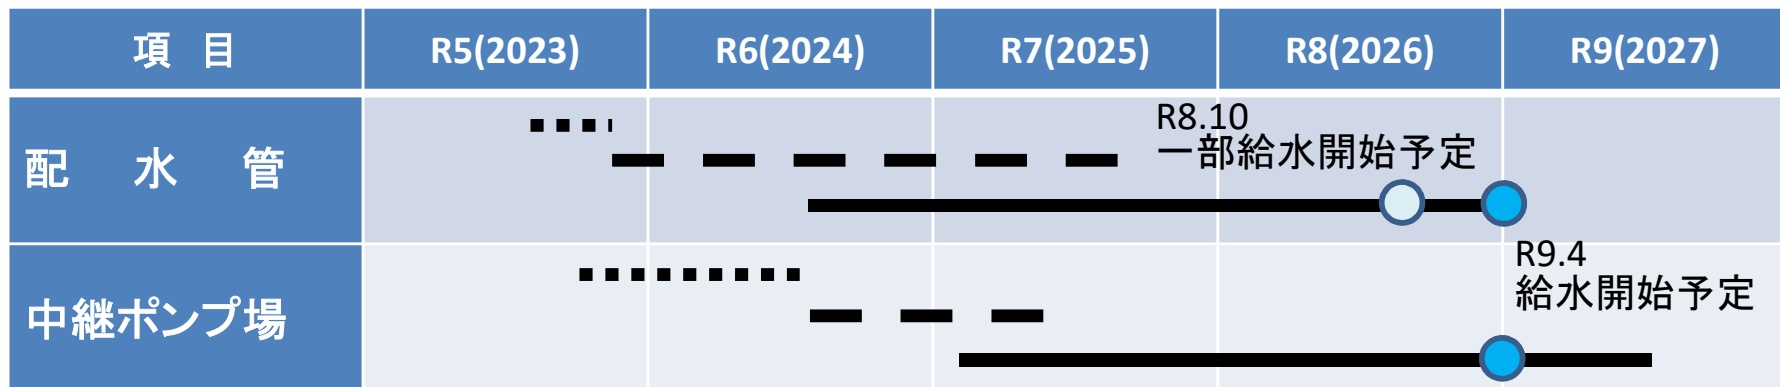 項 目 R5(2023) R6(2024) R7(2025) R8(2026) R9(2027)
配 水 管
R8.10
一部給水開始予定
中継ポンプ場
R9.4
給水開始予定